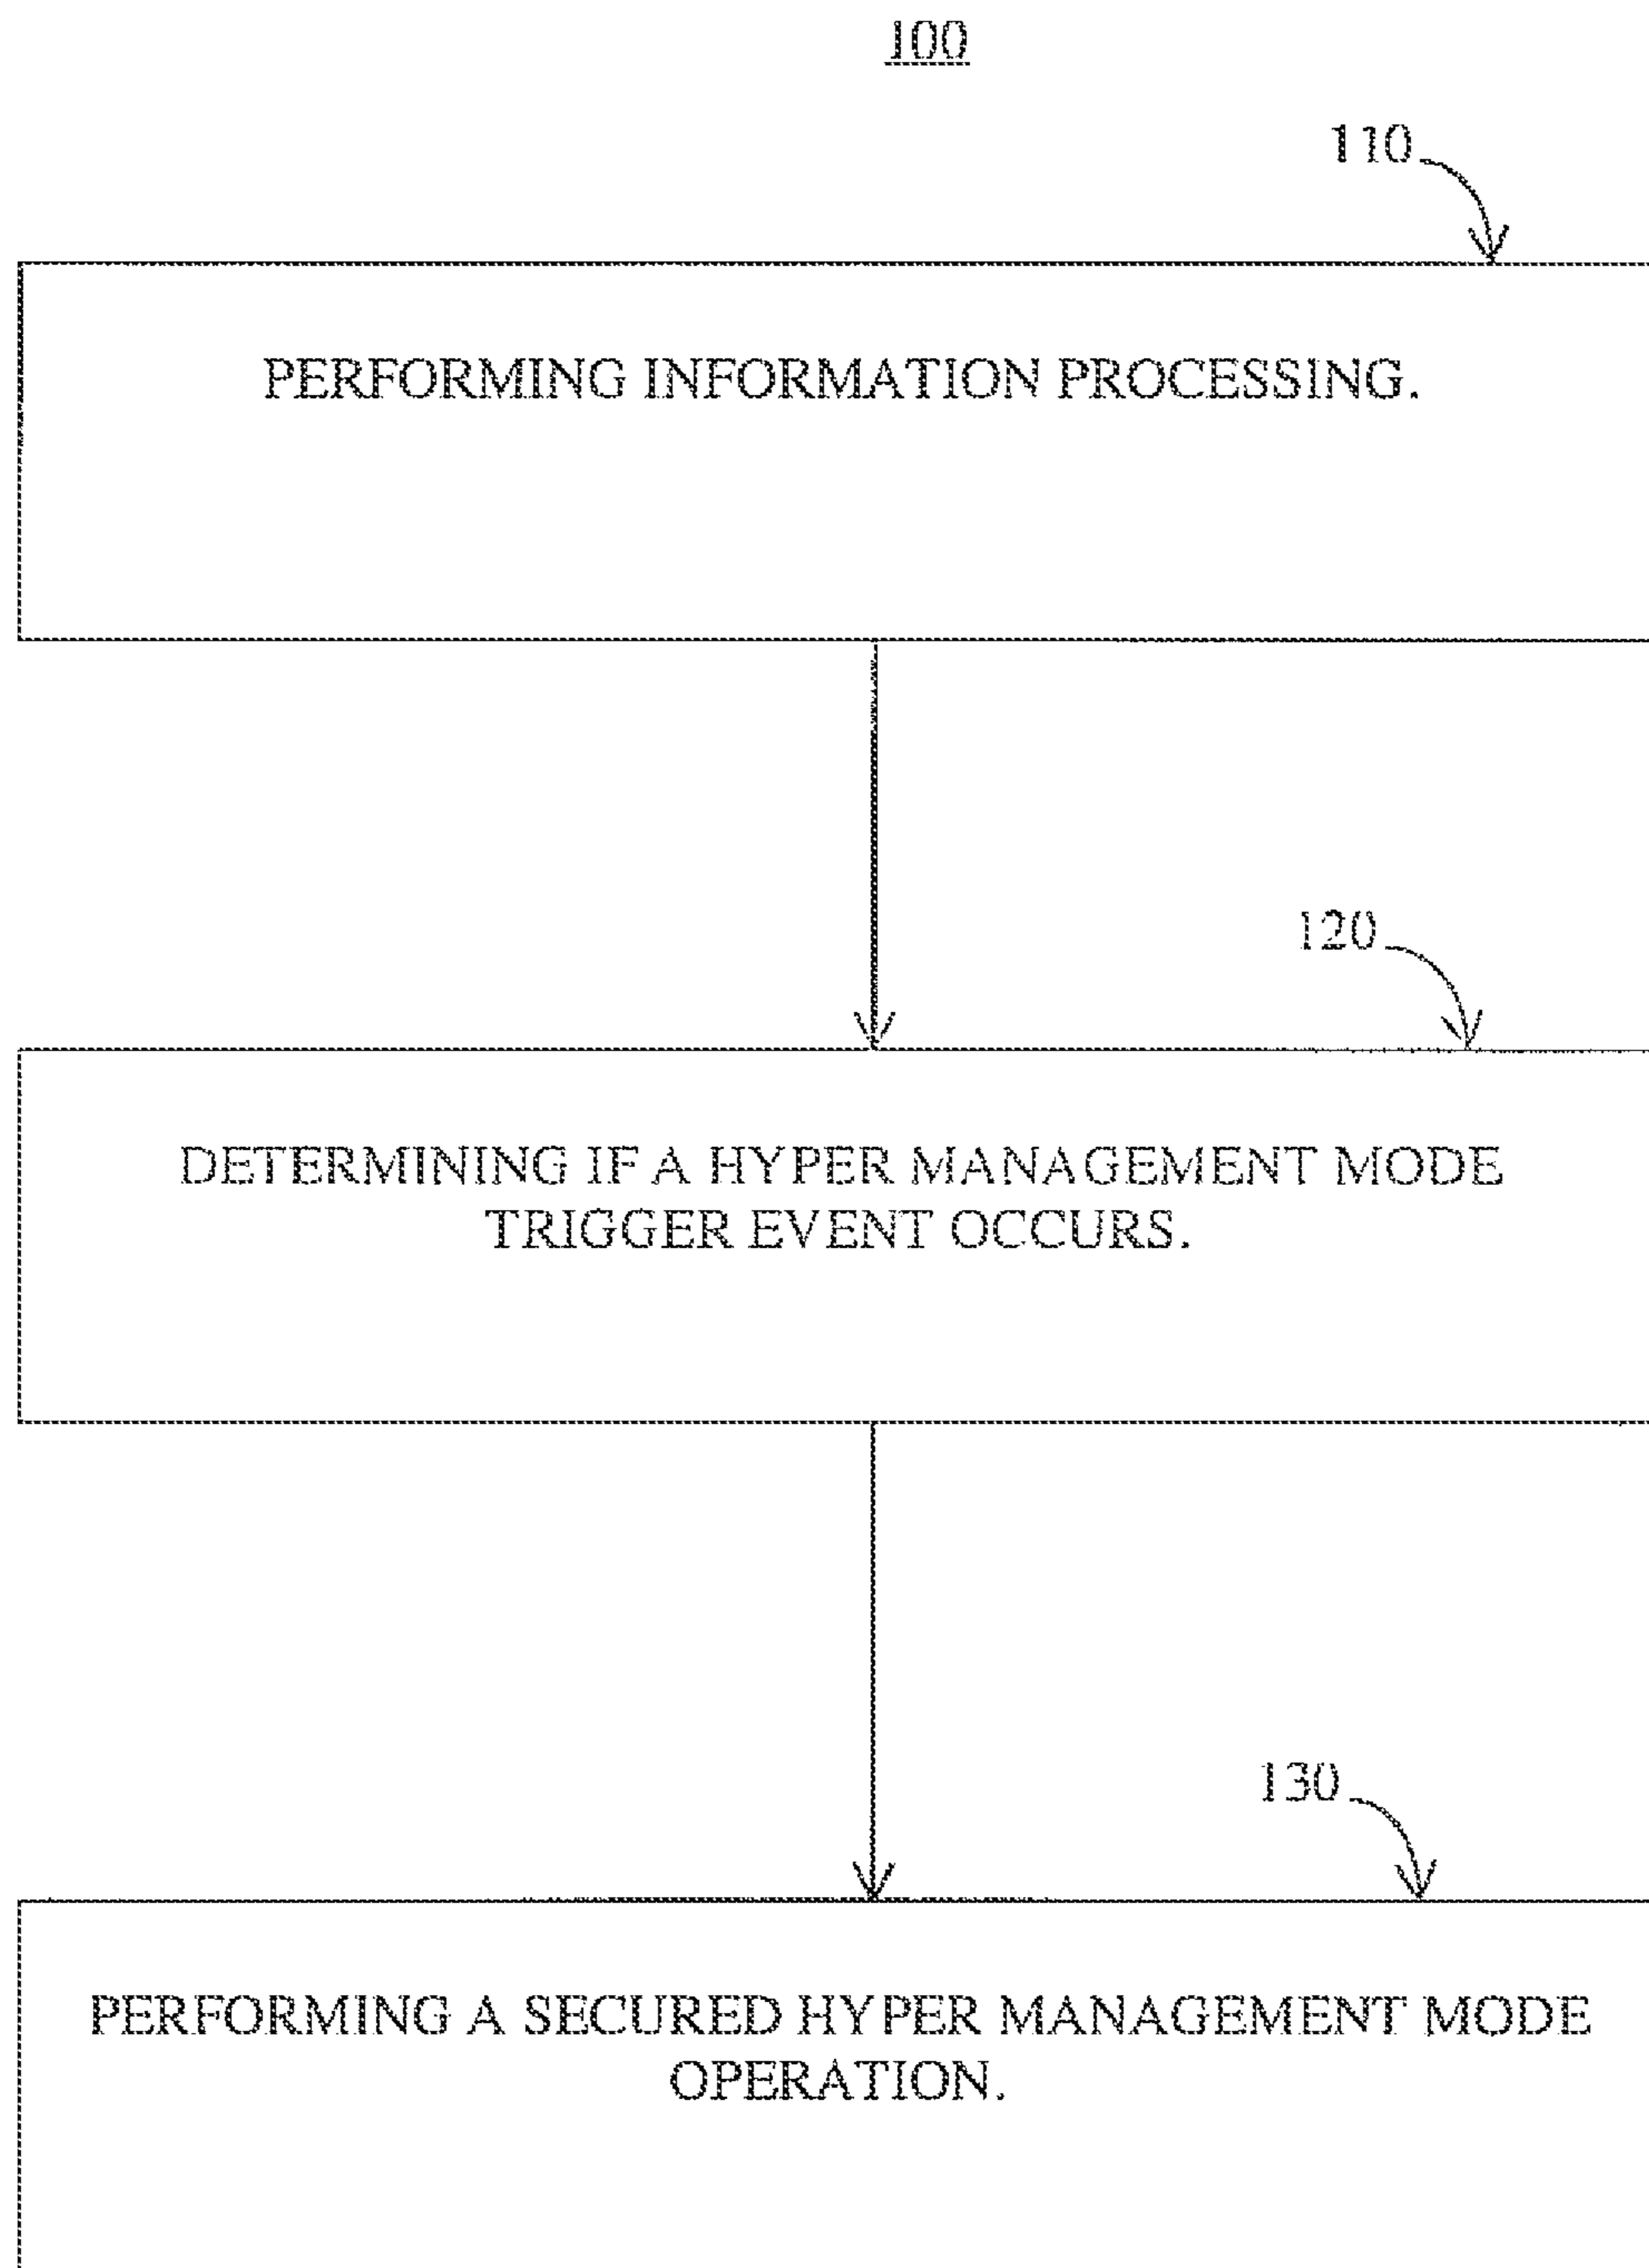 100
110
PERFORMING INFORMATION PROCESSING.
120
DETERMINING IF A HYPER MANAGEMENT MODE
TRIGGER EVENT OCCURS.
130
PERFORMING A SECURED HYPER MANAGEMENT MODE
OPERATION.